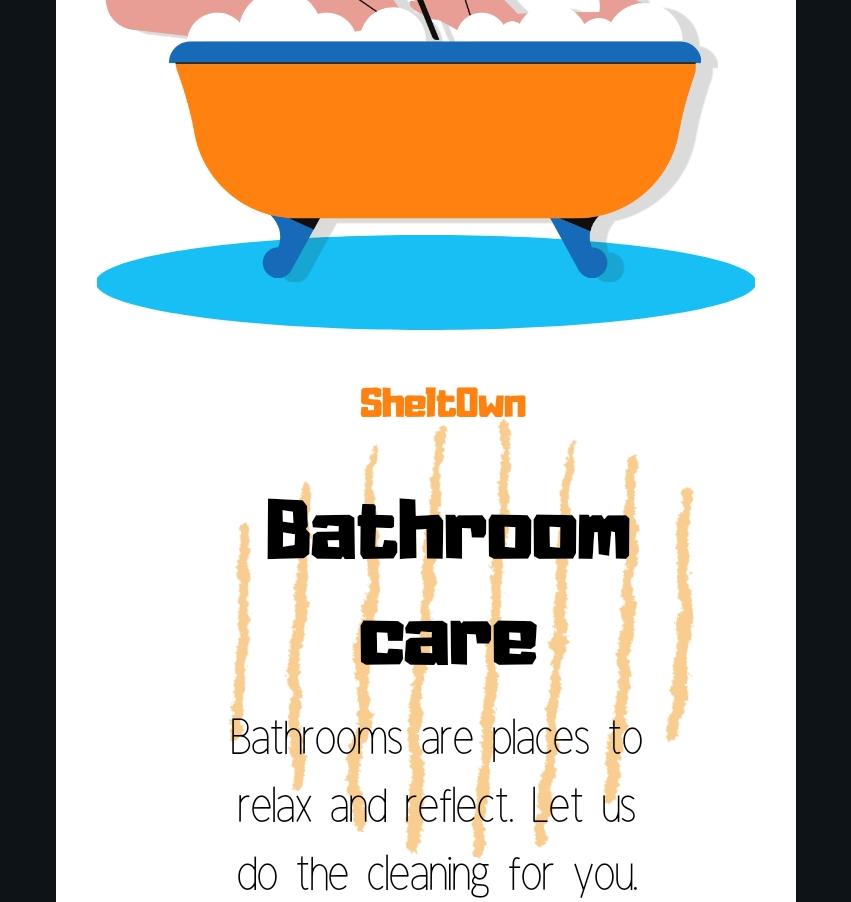 SheltOwn
Bathroom
care
Bathrooms are places to
relax and reflect. Let us
do the cleaning for you.